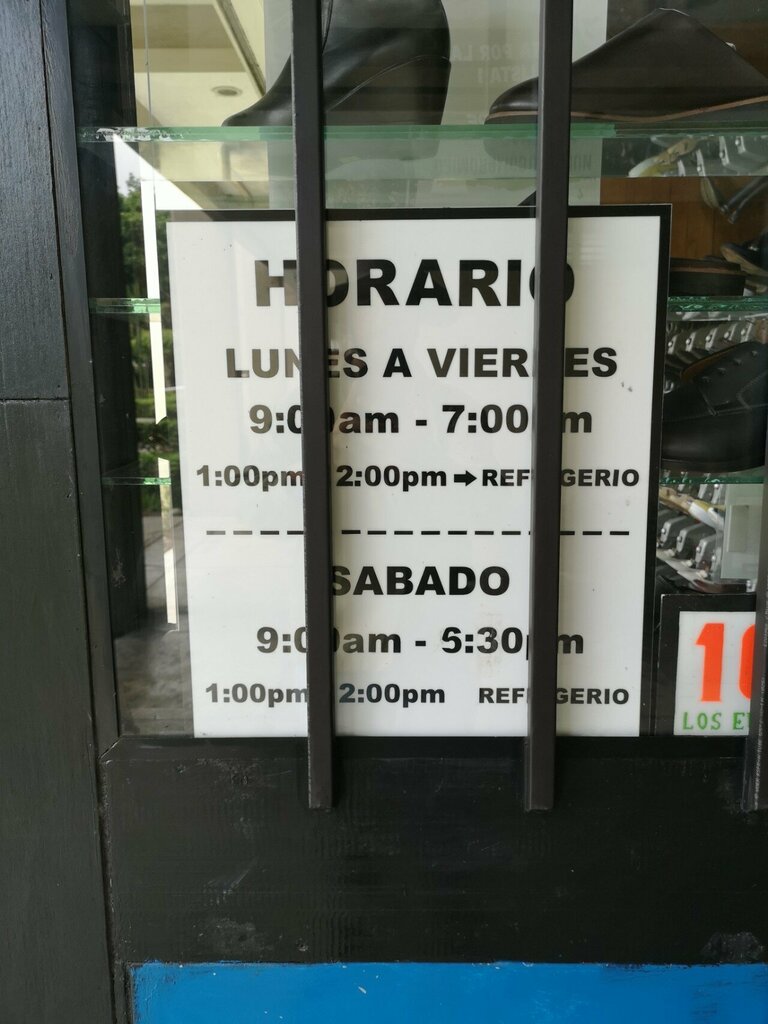 HORARIO
LUNES A VIERNES
9:00am - 7:00pm
1:00pm - 2:00pm ➡ REFRIGERIO
SABADO
9:00am - 5:30pm
1:00pm - 2:00pm REFRIGERIO
LOS